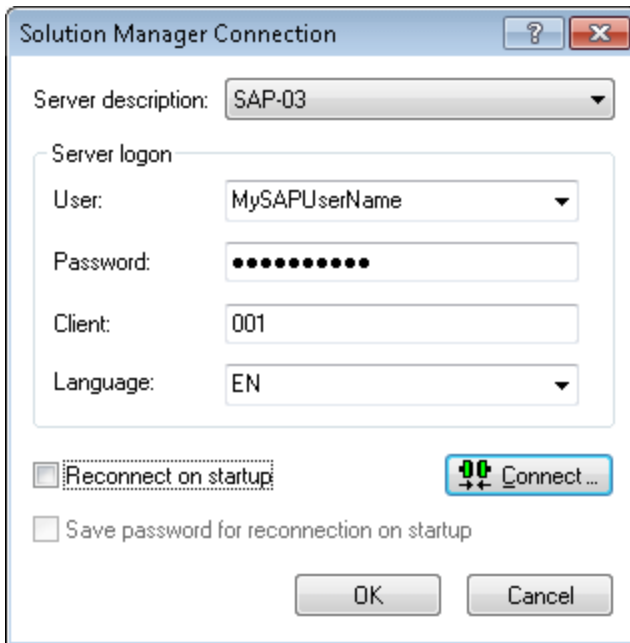 Solution Manager Connection
Server description: SAP-03
Server logon
User: MySAPUserName
Password: ●●●●●●●●●●
Client: 001
Language: EN
Reconnect on startup Connect ...
Save password for reconnection on startup
OK Cancel